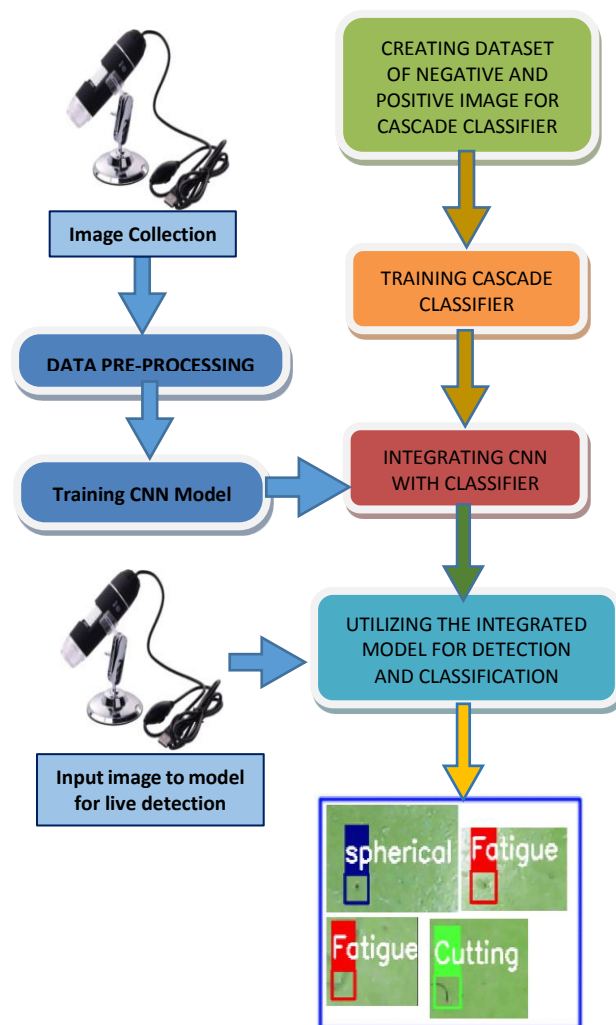 CREATING DATASET
OF NEGATIVE AND
POSITIVE IMAGE FOR
CASCADE CLASSIFIER
Image Collection
TRAINING CASCADE
CLASSIFIER
DATA PRE-PROCESSING
Training CNN Model
INTEGRATING CNN
WITH CLASSIFIER
UTILIZING THE INTEGRATED
MODEL FOR DETECTION
AND CLASSIFICATION
Input image to model
for live detection
spherical
Fatigue
Fatigue
Cutting